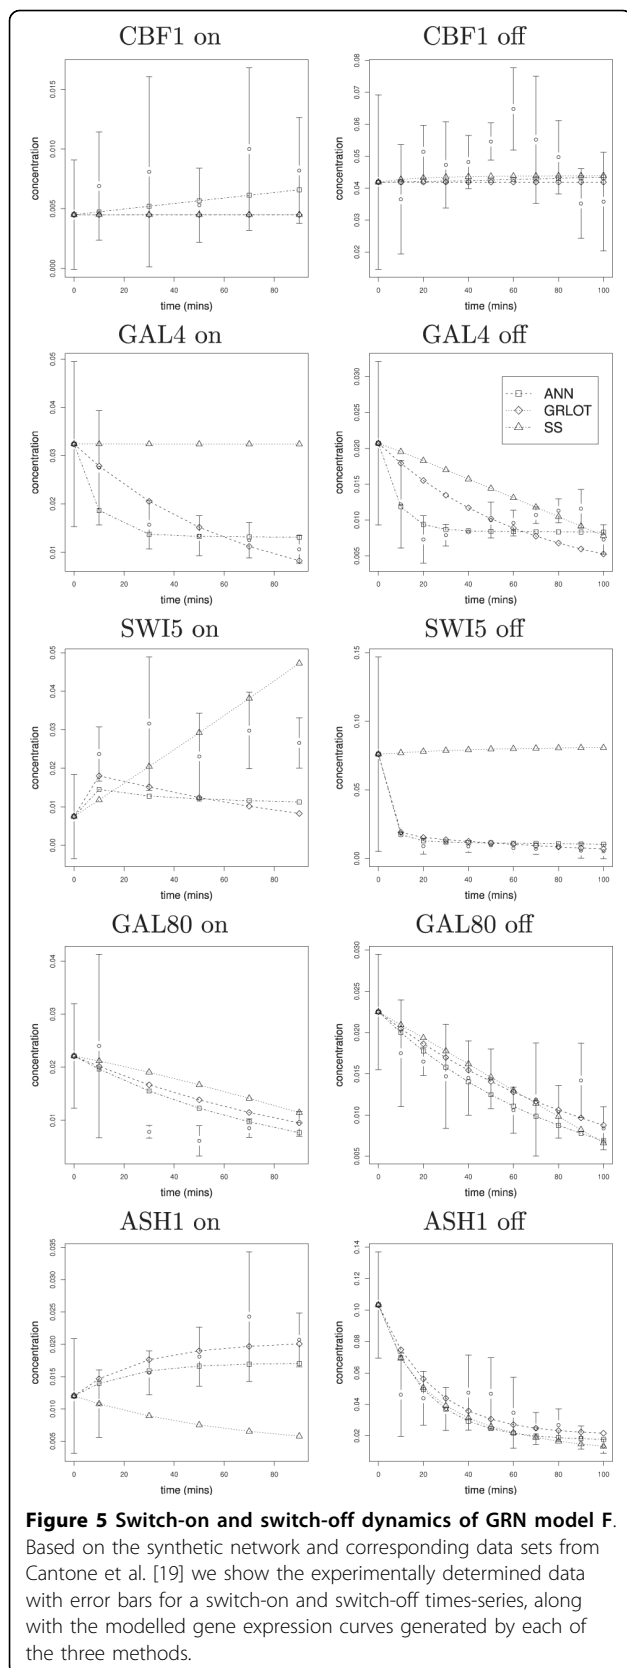 CBF1 on
CBF1 off
concentration
0.000 0.005 0.010 0.015
0 20 40 60 80
time (mins)
concentration
0.02 0.03 0.04 0.05 0.06 0.07 0.08
0 20 40 60 80 100
time (mins)
GAL4 on
GAL4 off
concentration
0.01 0.02 0.03 0.04 0.05
0 20 40 60 80
time (mins)
concentration
0.005 0.010 0.015 0.020 0.025 0.030
0 20 40 60 80 100
time (mins)
ANN
GRLOT
SS
SWI5 on
SWI5 off
concentration
0.00 0.01 0.02 0.03 0.04 0.05
0 20 40 60 80
time (mins)
concentration
0.00 0.05 0.10 0.15
0 20 40 60 80 100
time (mins)
GAL80 on
GAL80 off
concentration
0.01 0.02 0.03 0.04
0 20 40 60 80
time (mins)
concentration
0.005 0.010 0.015 0.020 0.025 0.030
0 20 40 60 80 100
time (mins)
ASH1 on
ASH1 off
concentration
0.005 0.010 0.015 0.020 0.025 0.030 0.035
0 20 40 60 80
time (mins)
concentration
0.02 0.04 0.06 0.08 0.10 0.12 0.14
0 20 40 60 80 100
time (mins)
Figure 5 Switch-on and switch-off dynamics of GRN model F.
Based on the synthetic network and corresponding data sets from
Cantone et al. [19] we show the experimentally determined data
with error bars for a switch-on and switch-off times-series, along
with the modelled gene expression curves generated by each of
the three methods.